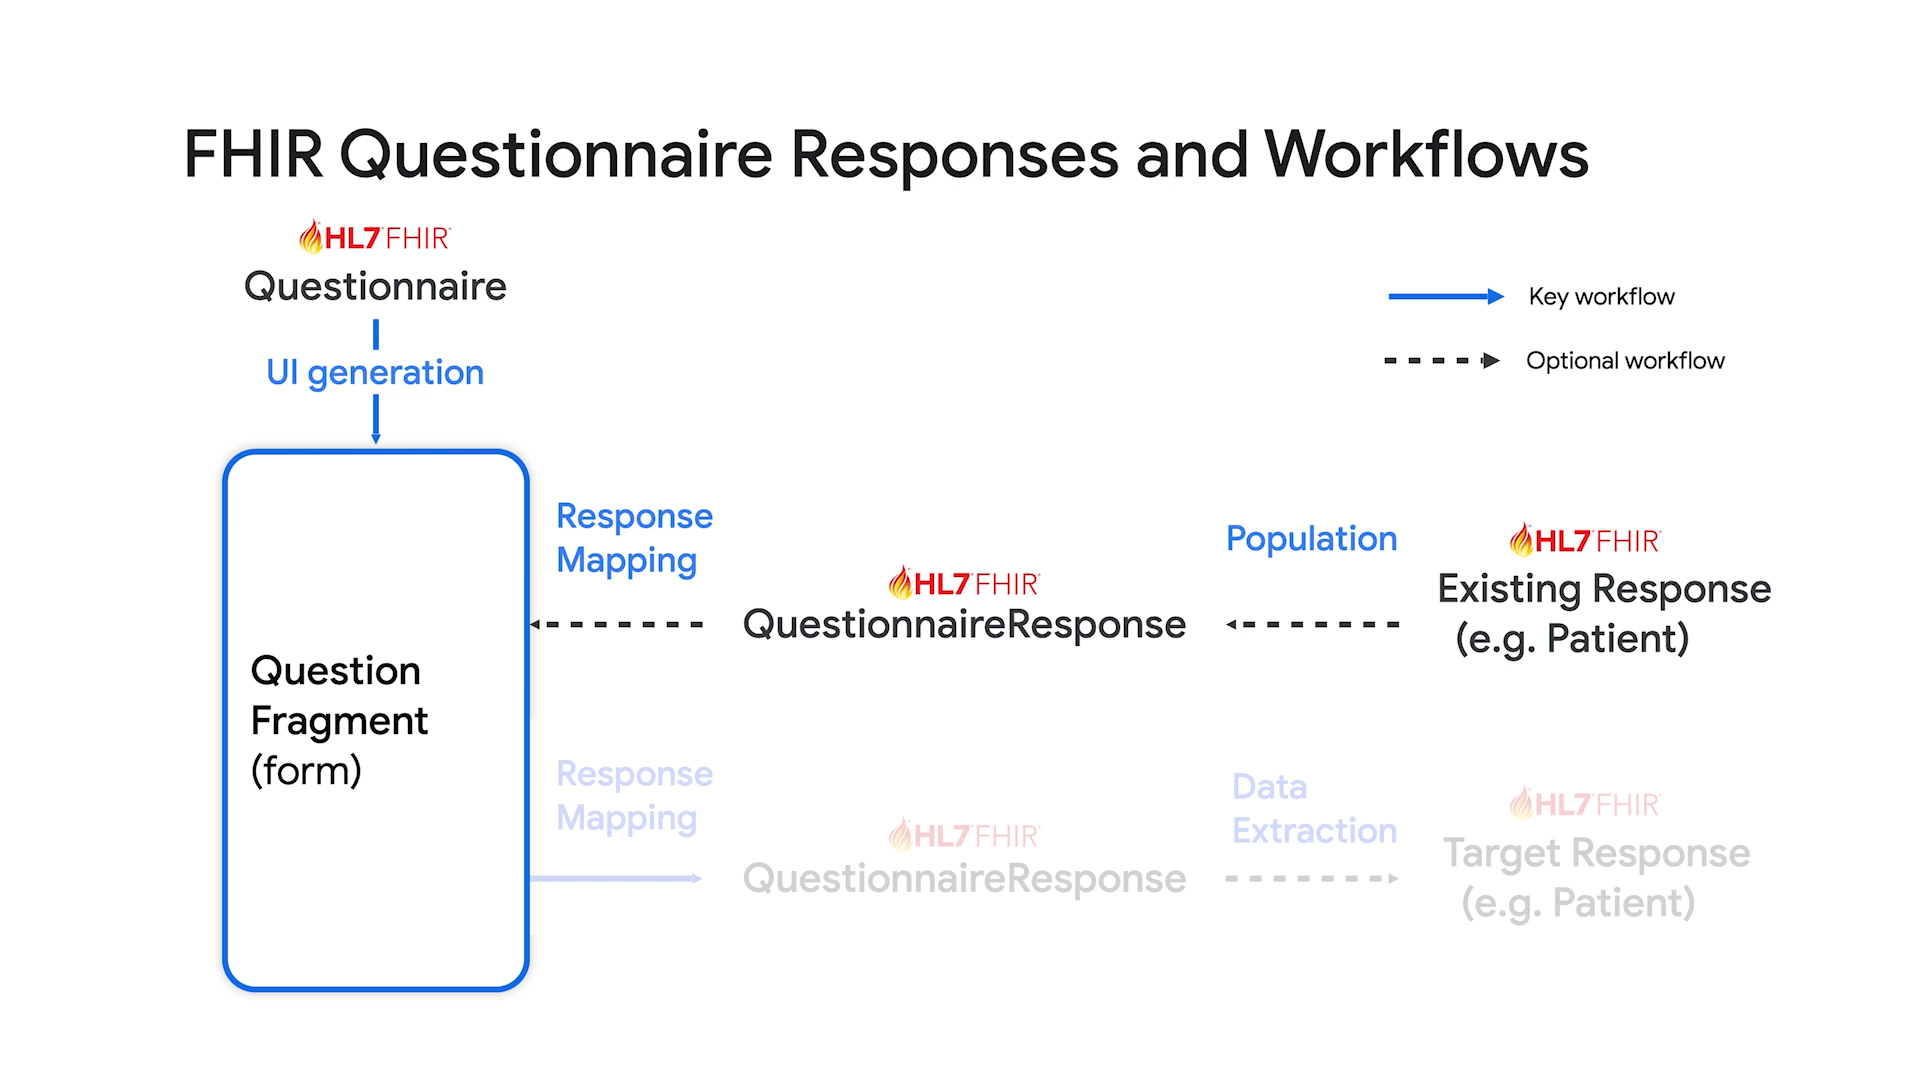 FHIR Questionnaire Responses and Workflows
HL7 FHIR
Questionnaire
UI generation
Key workflow
Optional workflow
Response
Mapping
Population
HL7 FHIR
Existing Response
(e.g. Patient)
HL7 FHIR
QuestionnaireResponse
Question
Fragment
(form)
Response
Mapping
Data
Extraction
HL7 FHIR
Target Response
(e.g. Patient)
HL7 FHIR
QuestionnaireResponse